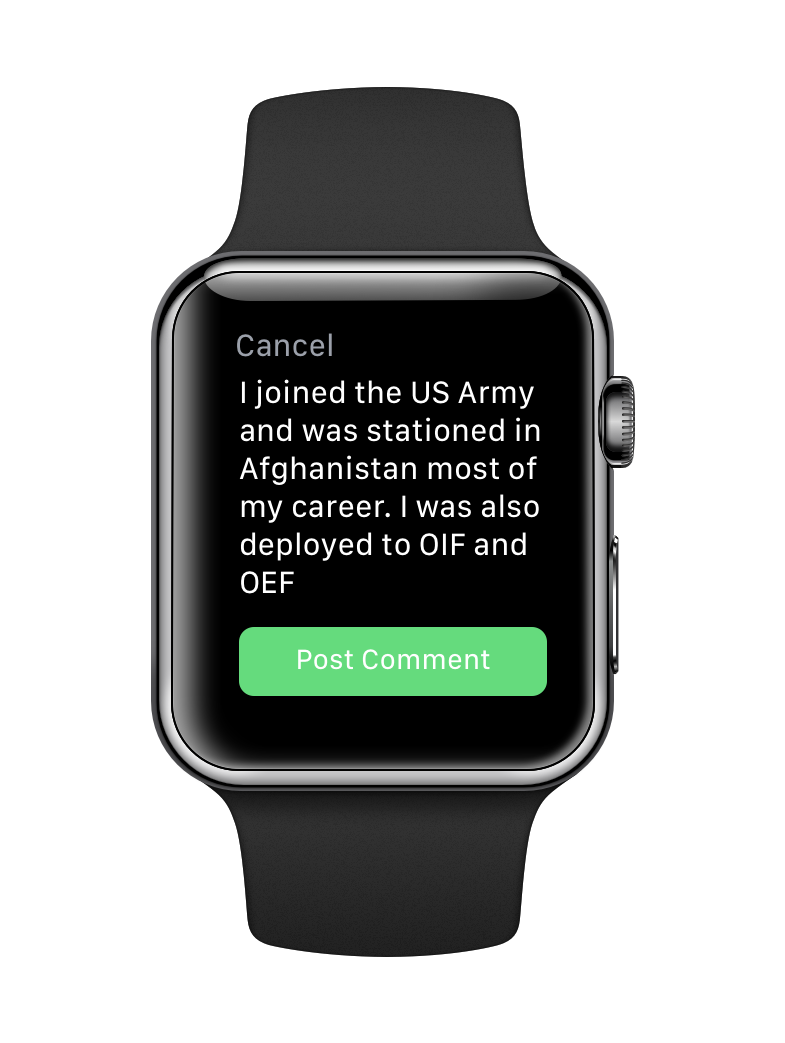 Cancel
I joined the US Army
and was stationed in
Afghanistan most of
my career. I was also
deployed to OIF and
OEF
Post Comment